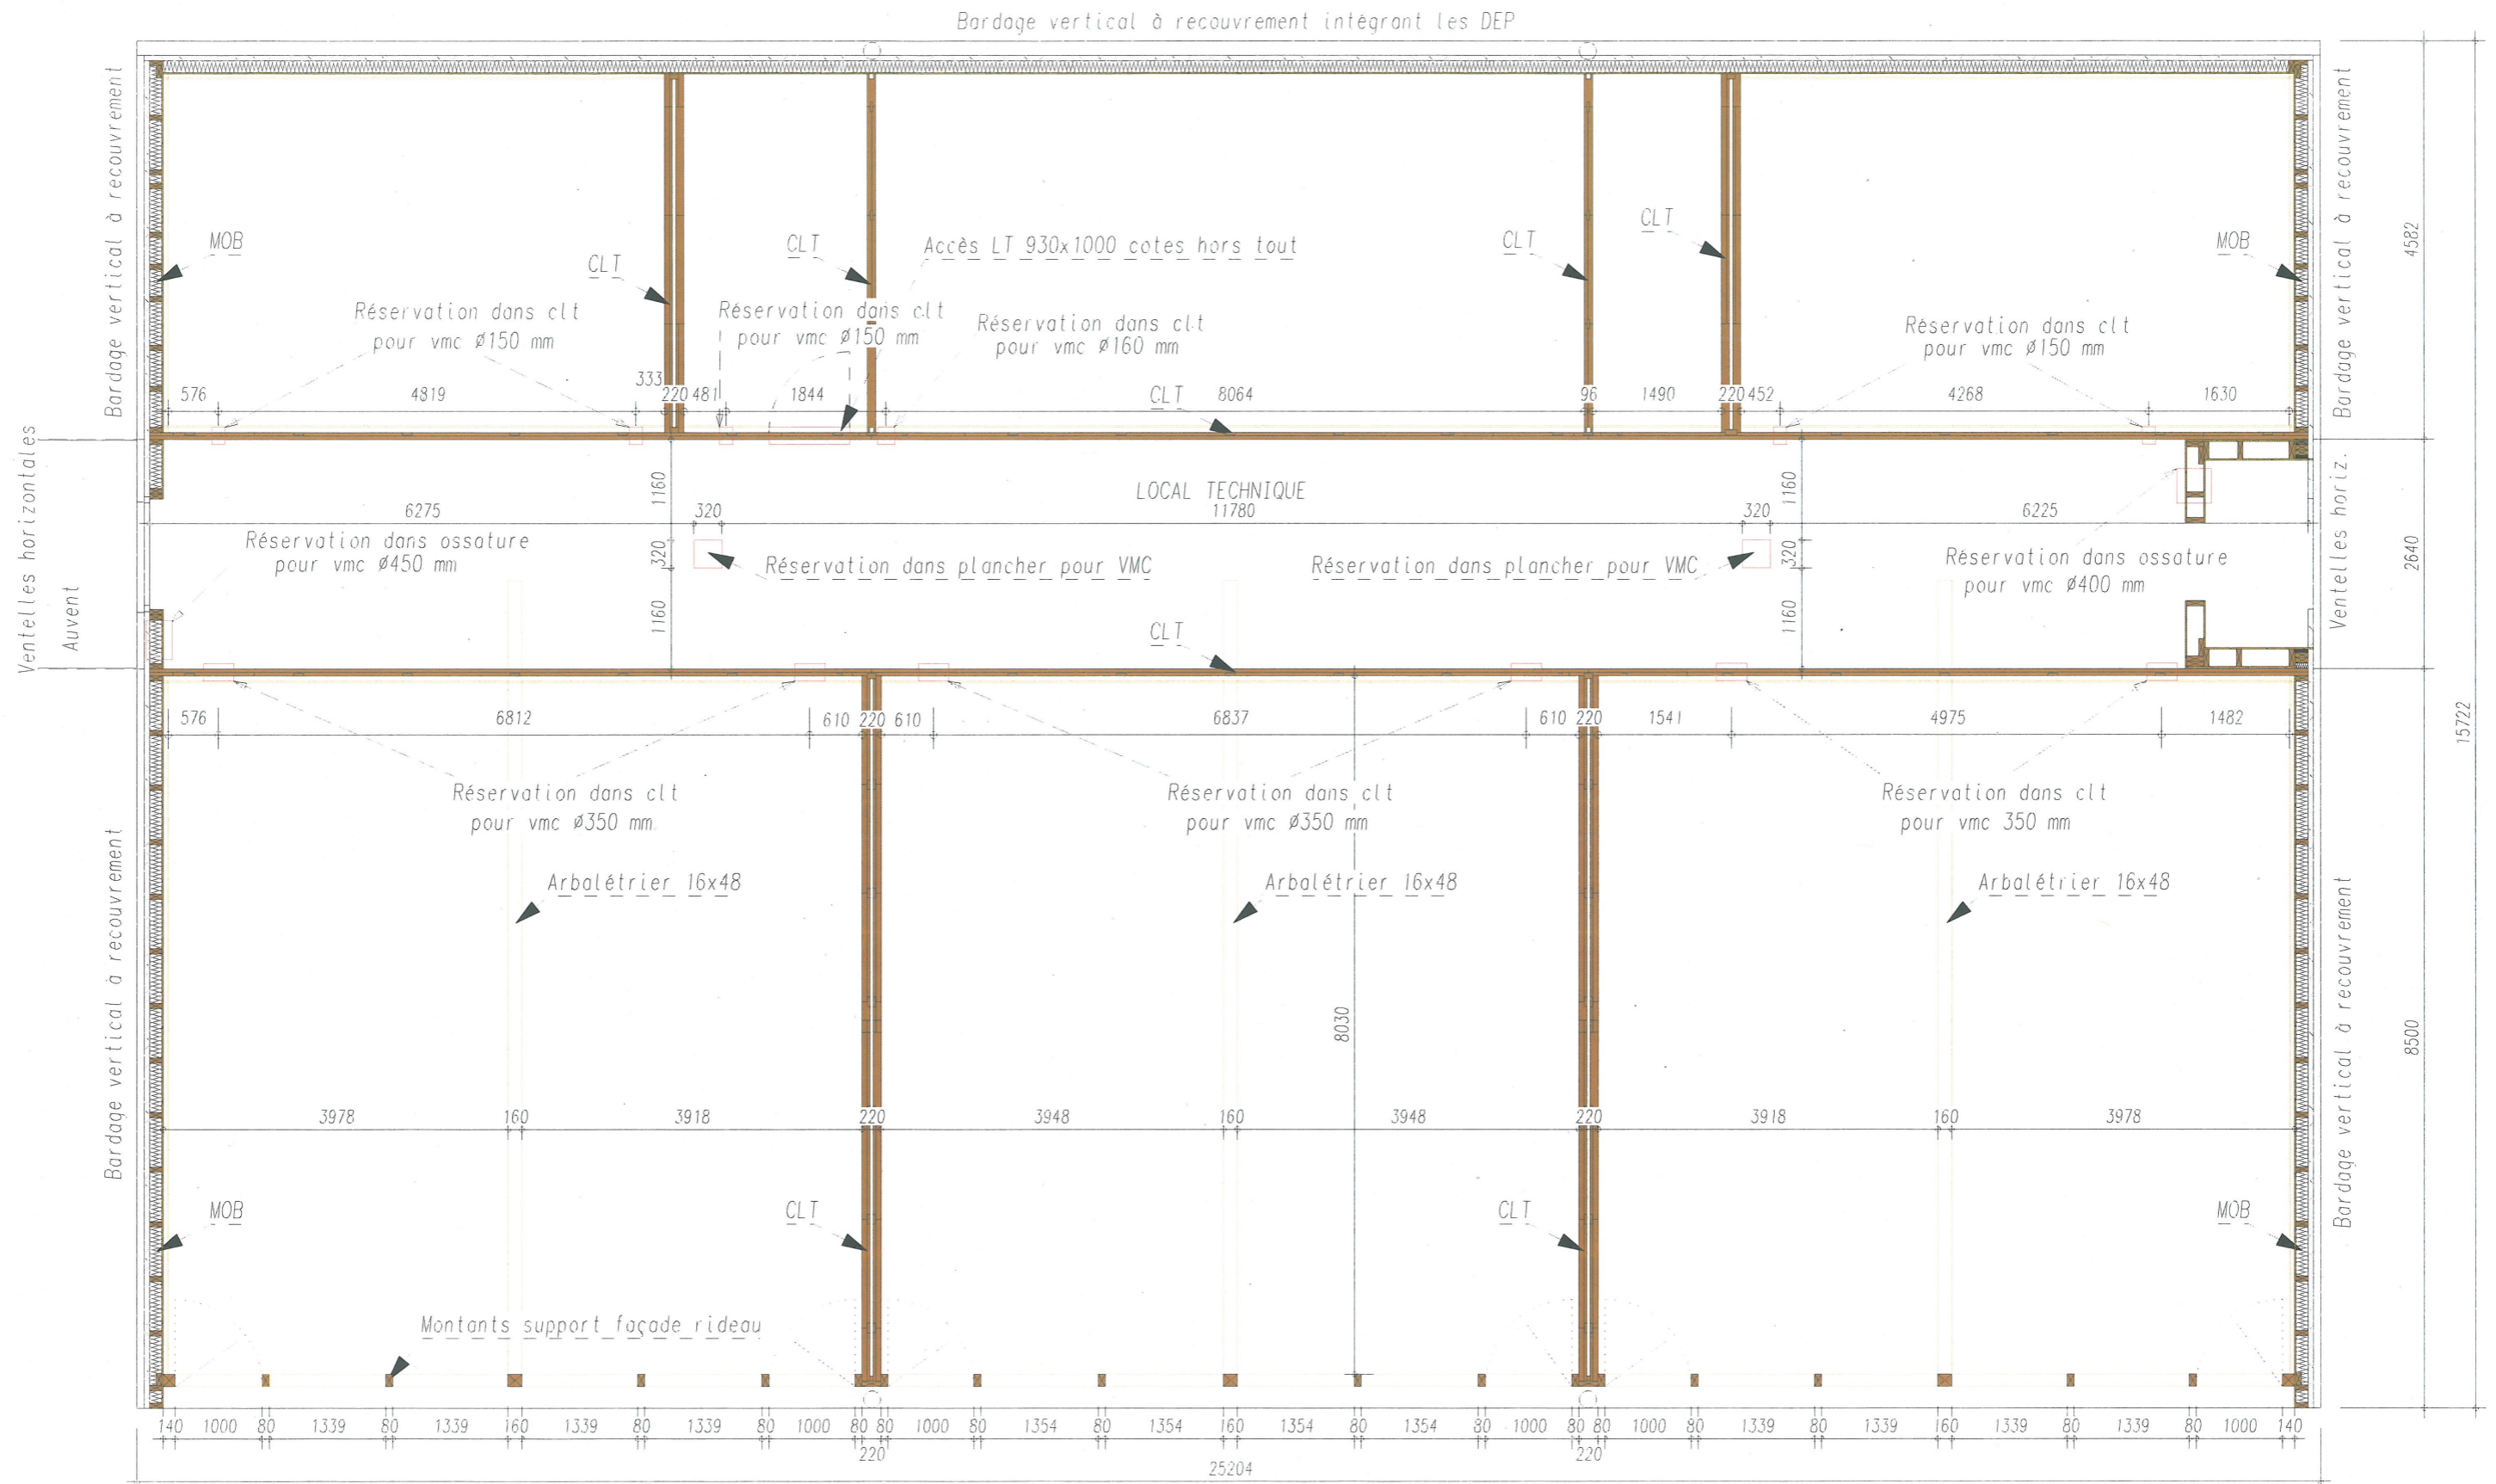 Bardage vertical à recouvrement intégrant les DEP
Bardage vertical à recouvrement
Bardage vertical à recouvrement
MOB
CLT
CLT
Accès LT 930x1000 cotes hors tout
CLT
CLT
MOB
4582
Réservation dans clt
pour vmc Ø150 mm
Réservation dans clt
pour vmc Ø150 mm
Réservation dans clt
pour vmc Ø160 mm
Réservation dans clt
pour vmc Ø150 mm
576
4819
333
220
481
1844
CLT
8064
96
1490
220
452
4268
1630
Ventelles horizontales
Auvent
1160
LOCAL TECHNIQUE
1160
6275
320
11780
320
6225
Réservation dans ossature
pour vmc Ø450 mm
320
Réservation dans plancher pour VMC
Réservation dans plancher pour VMC
320
Réservation dans ossature
pour vmc Ø400 mm
Ventelles horiz.
2640
1160
CLT
1160
576
6812
610
220
610
6837
610
220
1541
4975
1482
15722
Réservation dans clt
pour vmc Ø350 mm
Réservation dans clt
pour vmc Ø350 mm
Réservation dans clt
pour vmc 350 mm
Arbalétrier 16x48
Arbalétrier 16x48
Arbalétrier 16x48
Bardage vertical à recouvrement
Bardage vertical à recouvrement
8030
8500
3978
160
3918
220
3948
160
3948
220
3918
160
3978
MOB
CLT
CLT
MOB
Montants support façade rideau
140
1000
80
1339
80
1339
160
1339
80
1339
80
1000
80
80
1000
80
1354
80
1354
160
1354
80
1354
80
1000
80
80
1000
80
1339
80
1339
160
1339
80
1339
80
1000
140
220
220
25204